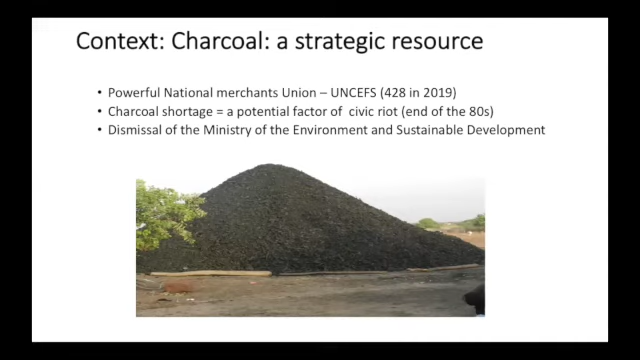 Context: Charcoal: a strategic resource
• Powerful National merchants Union – UNCEFS (428 in 2019)
• Charcoal shortage = a potential factor of civic riot (end of the 80s)
• Dismissal of the Ministry of the Environment and Sustainable Development